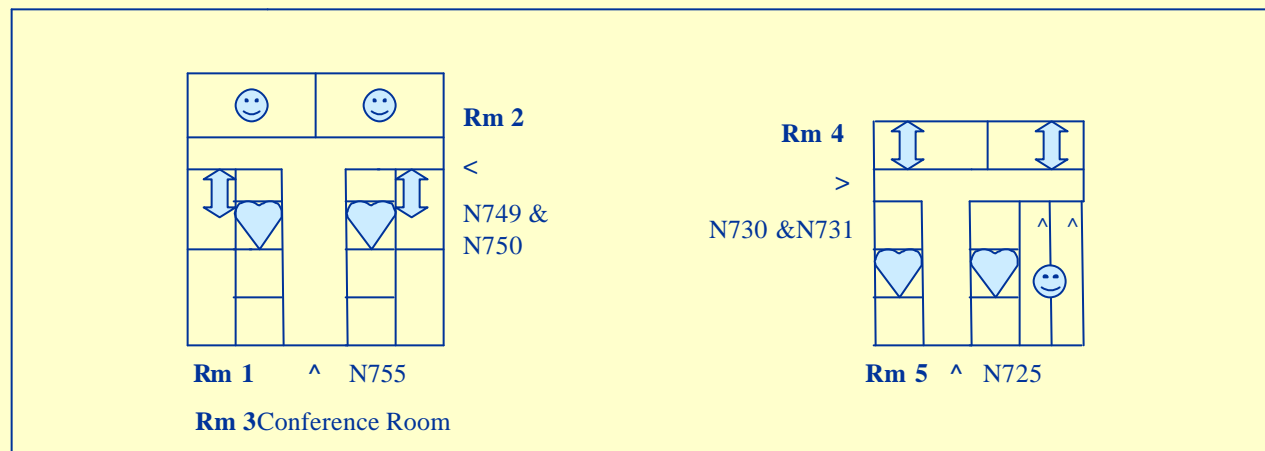 Rm 2
<
N749 &
N750
Rm 1 ^ N755
Rm 3Conference Room
Rm 4
>
N730 &N731
^ ^
Rm 5 ^ N725